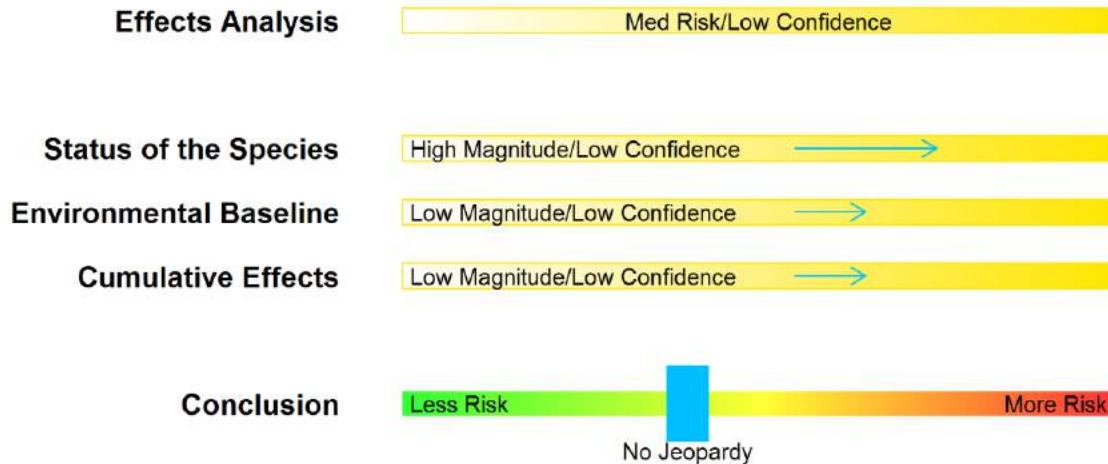 Effects Analysis
Med Risk/Low Confidence
Status of the Species
High Magnitude/Low Confidence
Environmental Baseline
Low Magnitude/Low Confidence
Cumulative Effects
Low Magnitude/Low Confidence
Conclusion
Less Risk
More Risk
No Jeopardy